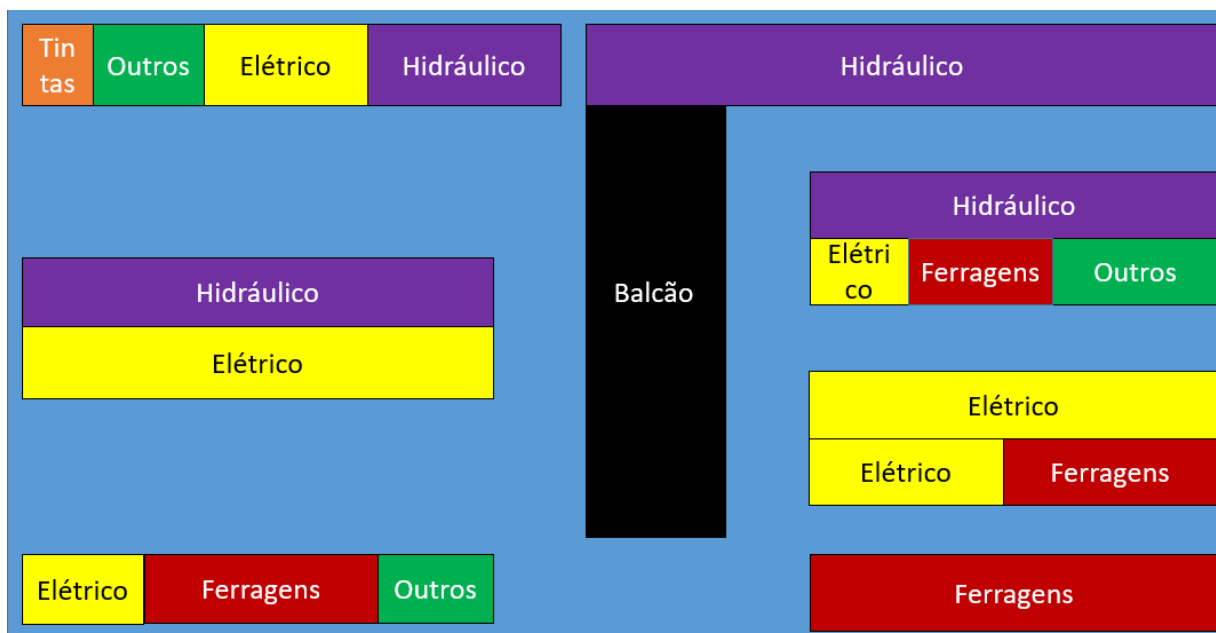 Tin
tas
Outros
Elétrico
Hidráulico
Hidráulico
Hidráulico
Elétri
co
Ferragens
Outros
Hidráulico
Elétrico
Balcão
Elétrico
Elétrico
Ferragens
Elétrico
Ferragens
Outros
Ferragens